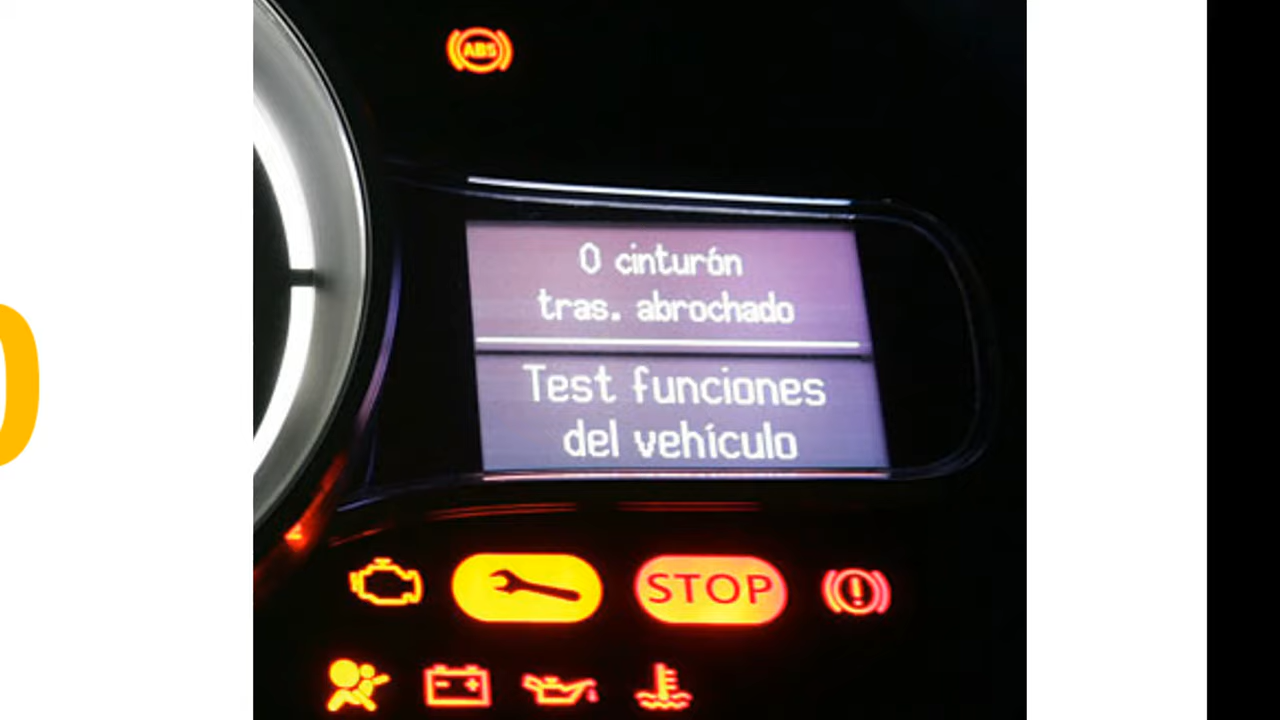 ABS
0 cinturón
tras. abrochado
Test funciones
del vehículo
STOP